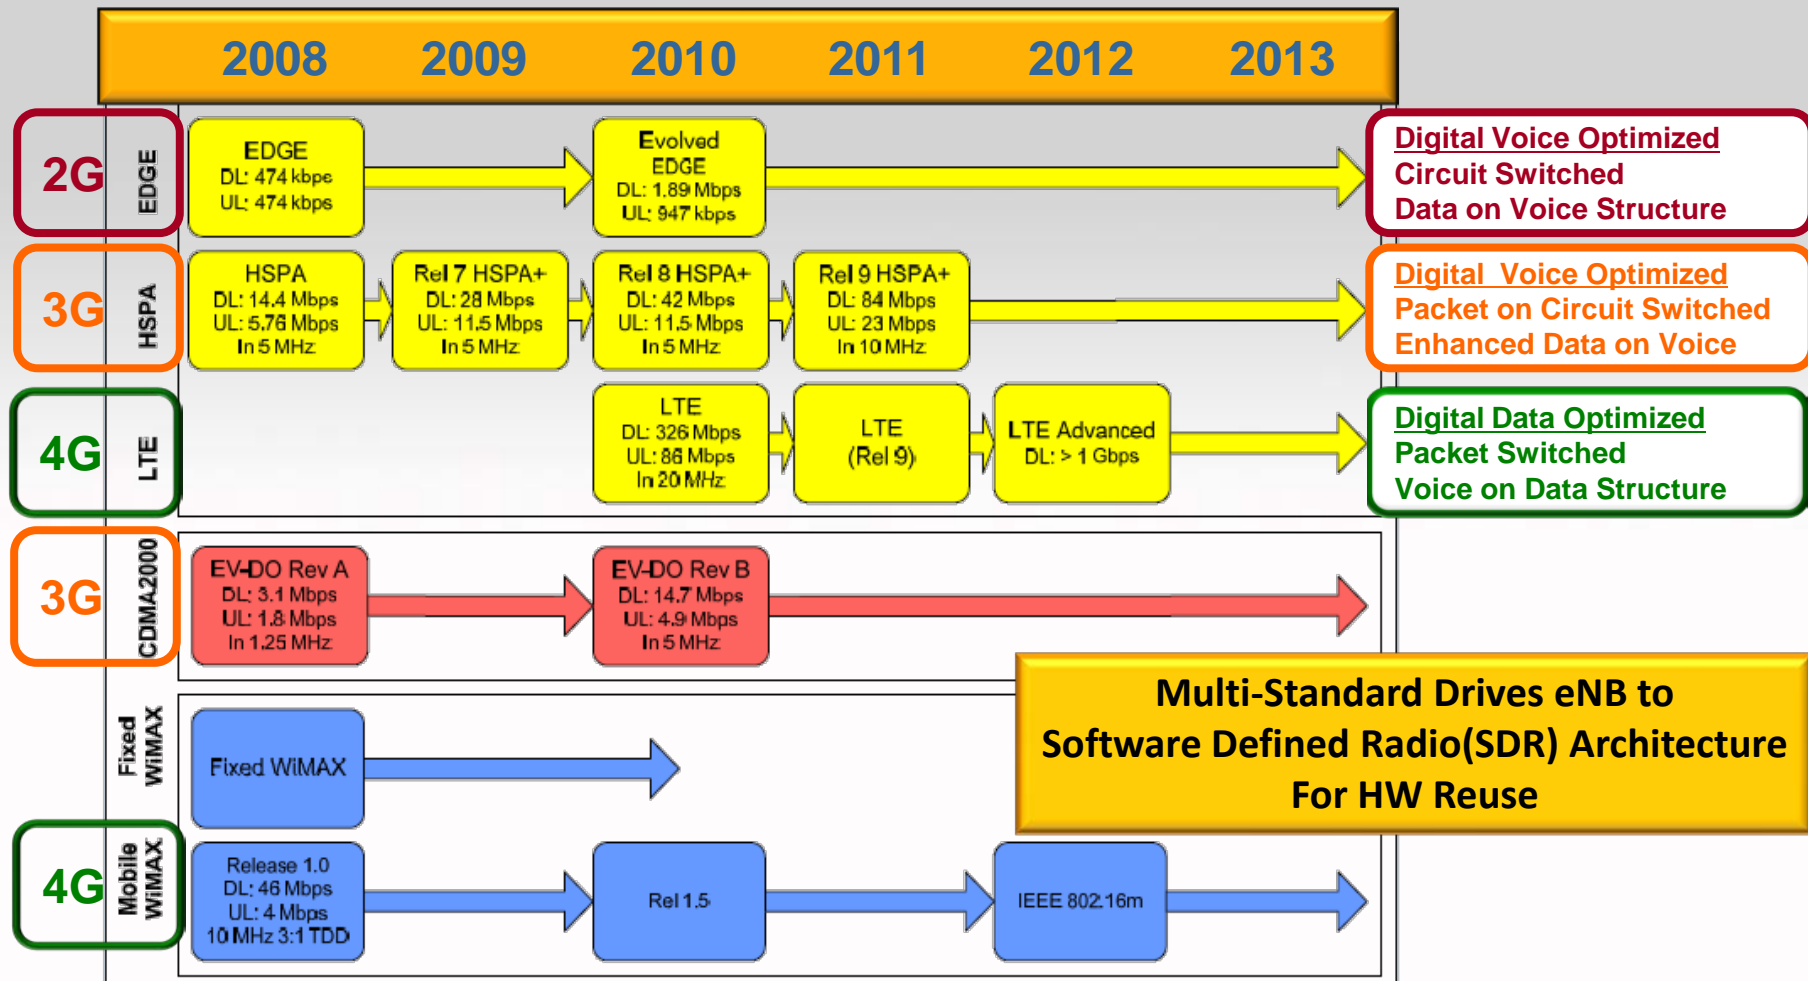 2008 2009 2010 2011 2012 2013
2G
EDGE
EDGE
DL: 474 kbps
UL: 474 kbps
Evolved
EDGE
DL: 1.89 Mbps
UL: 947 kbps
Digital Voice Optimized
Circuit Switched
Data on Voice Structure
3G
HSPA
HSPA
DL: 14.4 Mbps
UL: 5.76 Mbps
In 5 MHz
Rel 7 HSPA+
DL: 28 Mbps
UL: 11.5 Mbps
In 5 MHz
Rel 8 HSPA+
DL: 42 Mbps
UL: 11.5 Mbps
In 5 MHz
Rel 9 HSPA+
DL: 84 Mbps
UL: 23 Mbps
In 10 MHz
Digital Voice Optimized
Packet on Circuit Switched
Enhanced Data on Voice
4G
LTE
LTE
DL: 326 Mbps
UL: 86 Mbps
In 20 MHz
LTE
(Rel 9)
LTE Advanced
DL: > 1 Gbps
Digital Data Optimized
Packet Switched
Voice on Data Structure
3G
CDMA2000
EV-DO Rev A
DL: 3.1 Mbps
UL: 1.8 Mbps
In 1.25 MHz
EV-DO Rev B
DL: 14.7 Mbps
UL: 4.9 Mbps
In 5 MHz
Fixed
WiMAX
Fixed WiMAX
Multi-Standard Drives eNB to
Software Defined Radio(SDR) Architecture
For HW Reuse
4G
Mobile
WiMAX
Release 1.0
DL: 46 Mbps
UL: 4 Mbps
10 MHz 3:1 TDD
Rel 1.5
IEEE 802.16m